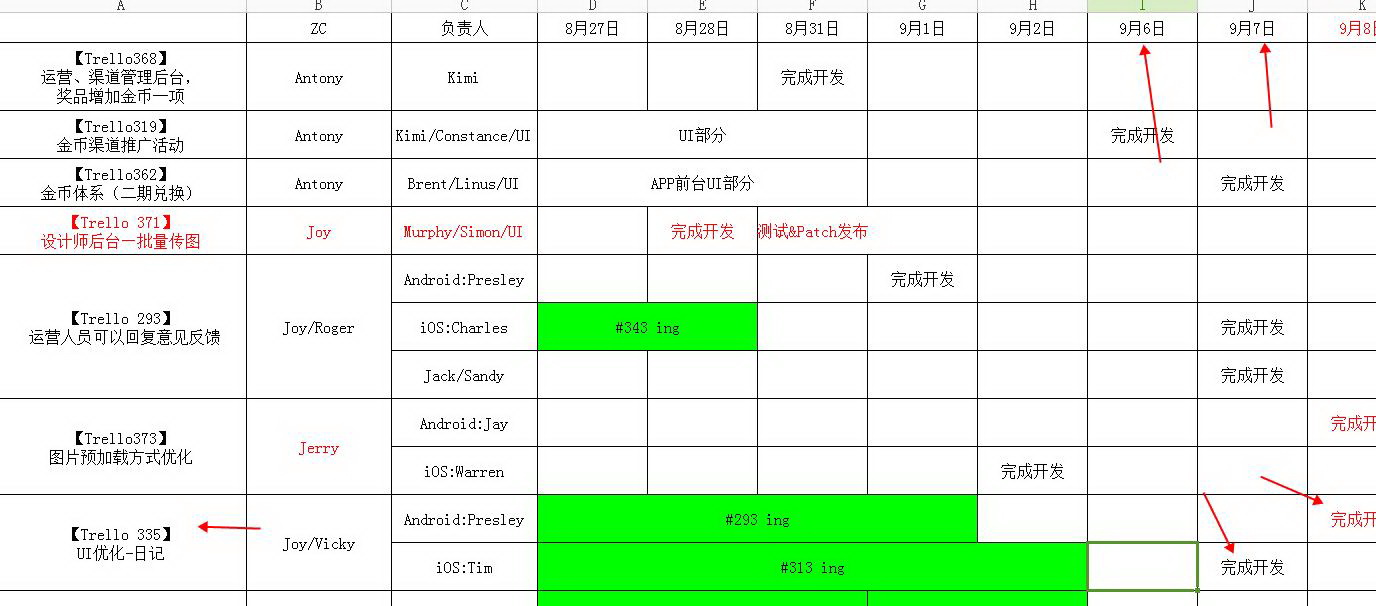 A B C D E F G H I J K
ZC 负责人 8月27日 8月28日 8月31日 9月1日 9月2日 9月6日 9月7日 9月8日
【Trello368】
运营、渠道管理后台，
奖品增加金币一项
Antony Kimi 完成开发
【Trello319】
金币渠道推广活动
Antony Kimi/Constance/UI UI部分 完成开发
【Trello362】
金币体系（二期兑换）
Antony Brent/Linus/UI APP前台UI部分 完成开发
【Trello 371】
设计师后台—批量传图
Joy Murphy/Simon/UI 完成开发 测试&Patch发布
【Trello 293】
运营人员可以回复意见反馈
Joy/Roger
Android:Presley 完成开发
iOS:Charles #343 ing 完成开发
Jack/Sandy 完成开发
【Trello373】
图片预加载方式优化
Jerry
Android:Jay 完成开
iOS:Warren 完成开发
【Trello 335】
UI优化-日记
Joy/Vicky
Android:Presley #293 ing 完成开
iOS:Tim #313 ing 完成开发